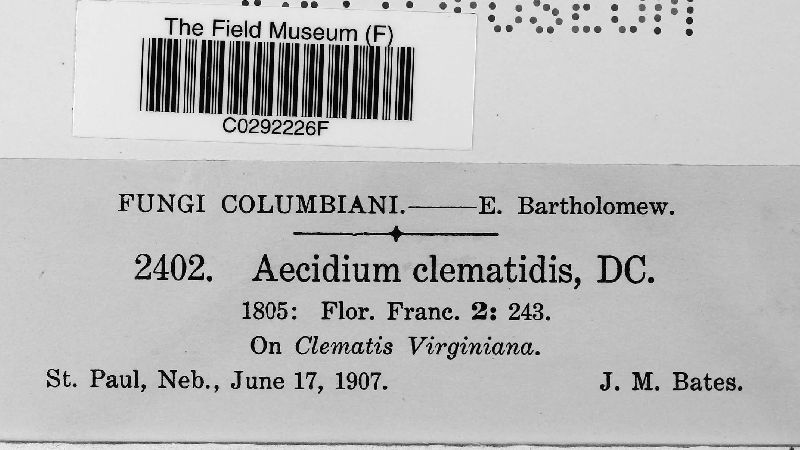 MUSEUM
The Field Museum (F)
C0292226F
FUNGI COLUMBIANI.——E. Bartholomew.
2402. Aecidium clematidis, DC.
1805: Flor. Franc. 2: 243.
On Clematis Virginiana.
St. Paul, Neb., June 17, 1907. J. M. Bates.